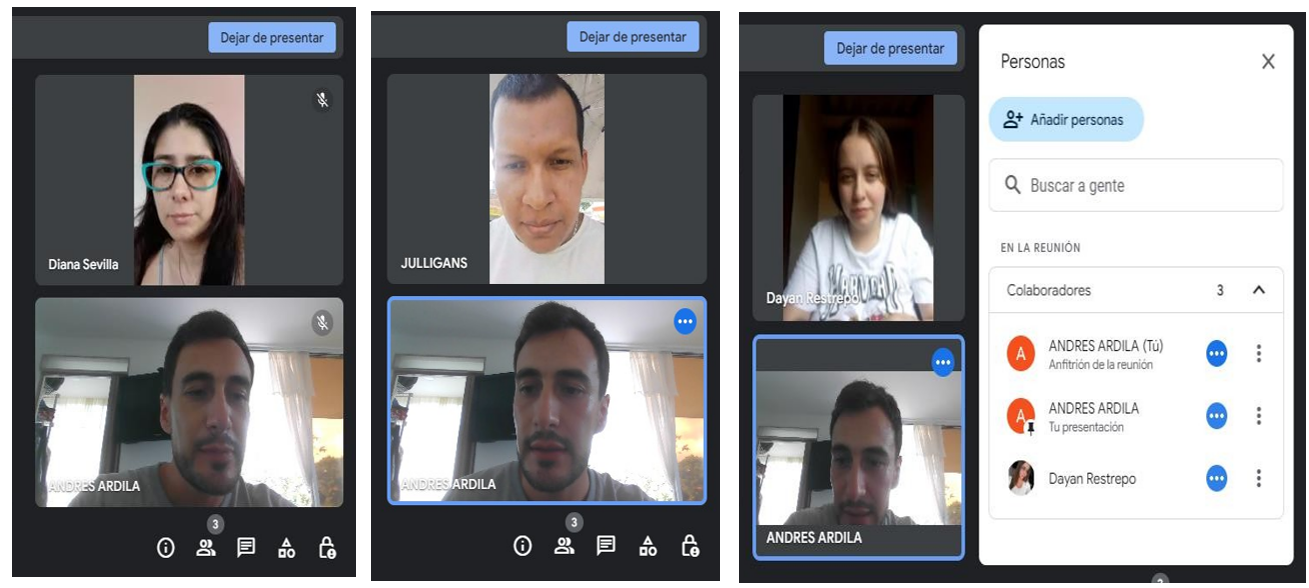 Dejar de presentar
Diana Sevilla
ANDRES ARDILA
3
Dejar de presentar
JULLIGANS
ANDRES ARDILA
3
Dejar de presentar
Dayan Restrepo
ANDRES ARDILA
Personas
Añadir personas
Buscar a gente
EN LA REUNIÓN
Colaboradores 3
A ANDRES ARDILA (Tú)
Anfitrión de la reunión
A ANDRES ARDILA
Tu presentación
Dayan Restrepo